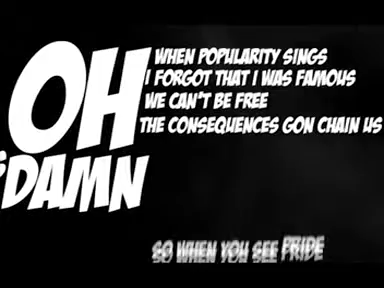 OH
DAMN
WHEN POPULARITY SINGS
I FORGOT THAT I WAS FAMOUS
WE CAN'T BE FREE
THE CONSEQUENCES GON CHAIN US
SO WHEN YOU SEE PRIDE